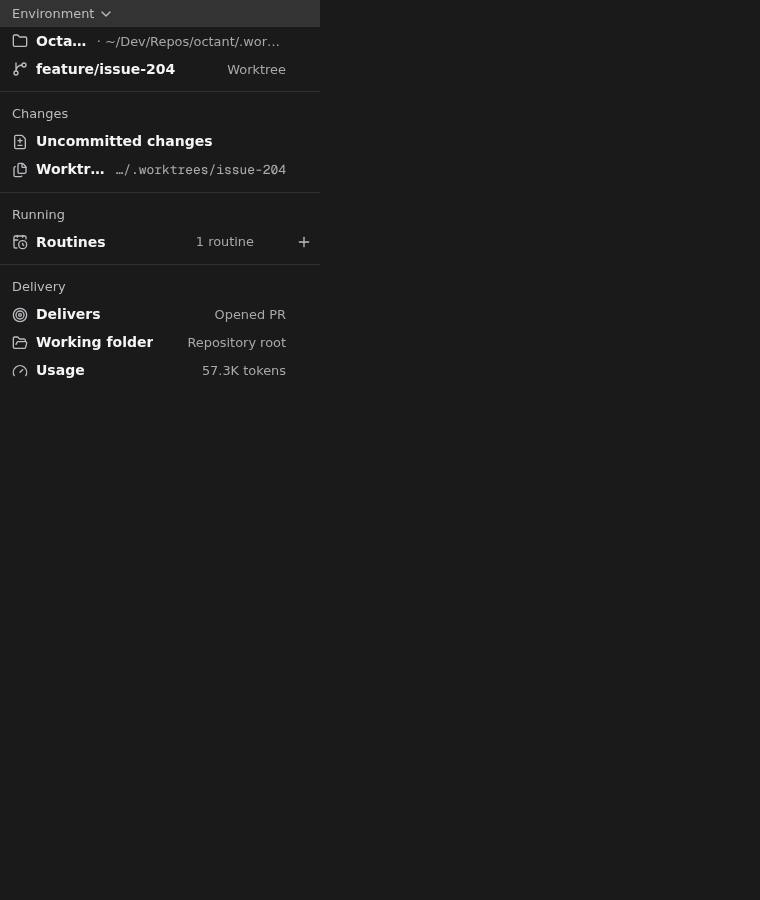 Environment
Octa… · ~/Dev/Repos/octant/.wor…
feature/issue-204 Worktree
Changes
Uncommitted changes
Worktr… …/.worktrees/issue-204
Running
Routines 1 routine +
Delivery
Delivers Opened PR
Working folder Repository root
Usage 57.3K tokens